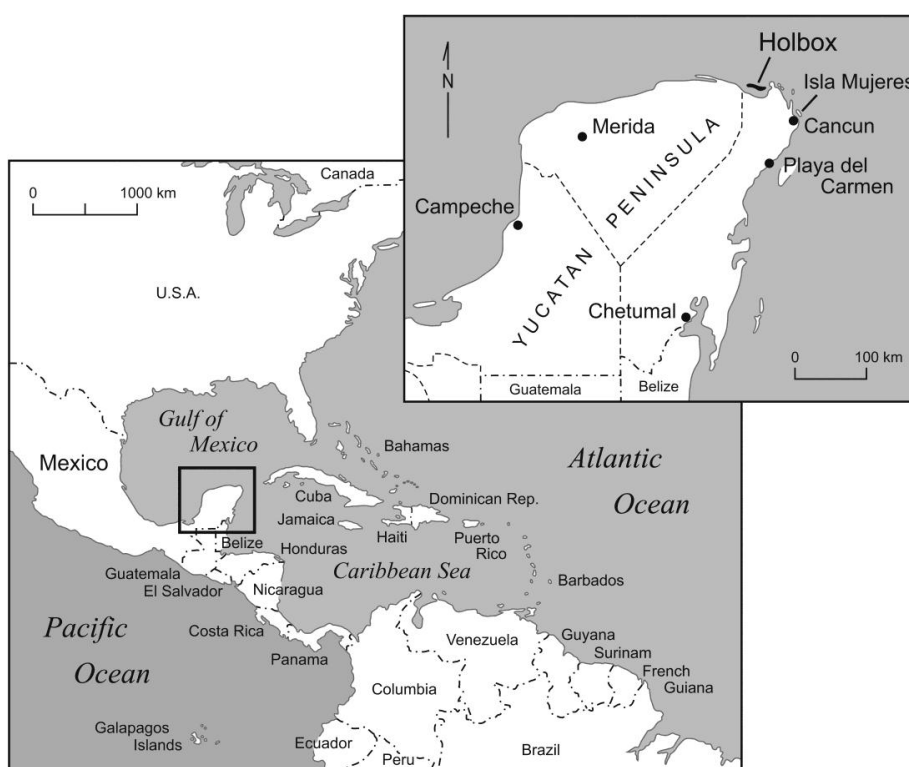 Holbox
N
Isla Mujeres
Merida
Cancun
Playa del
Carmen
Campeche
YUCATAN PENINSULA
Chetumal
0 100 km
Guatemala
Belize
0 1000 km
Canada
U.S.A.
Gulf of
Mexico
Mexico
Bahamas
Atlantic
Ocean
Cuba
Dominican Rep.
Jamaica
Haiti
Puerto
Rico
Belize
Honduras
Caribbean Sea
Guatemala
El Salvador
Nicaragua
Barbados
Pacific
Ocean
Costa Rica
Panama
Venezuela
Guyana
Surinam
French
Guiana
Columbia
Galapagos
Islands
Ecuador
Peru
Brazil